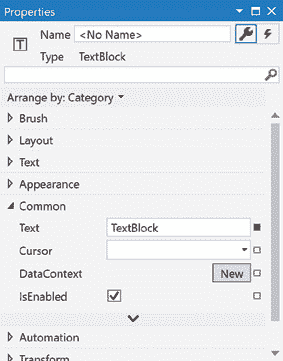 Properties
Name <No Name>
T
Type TextBlock
Arrange by: Category
Brush
Layout
Text
Appearance
Common
Text TextBlock
Cursor
DataContext New
IsEnabled
Automation
Transform